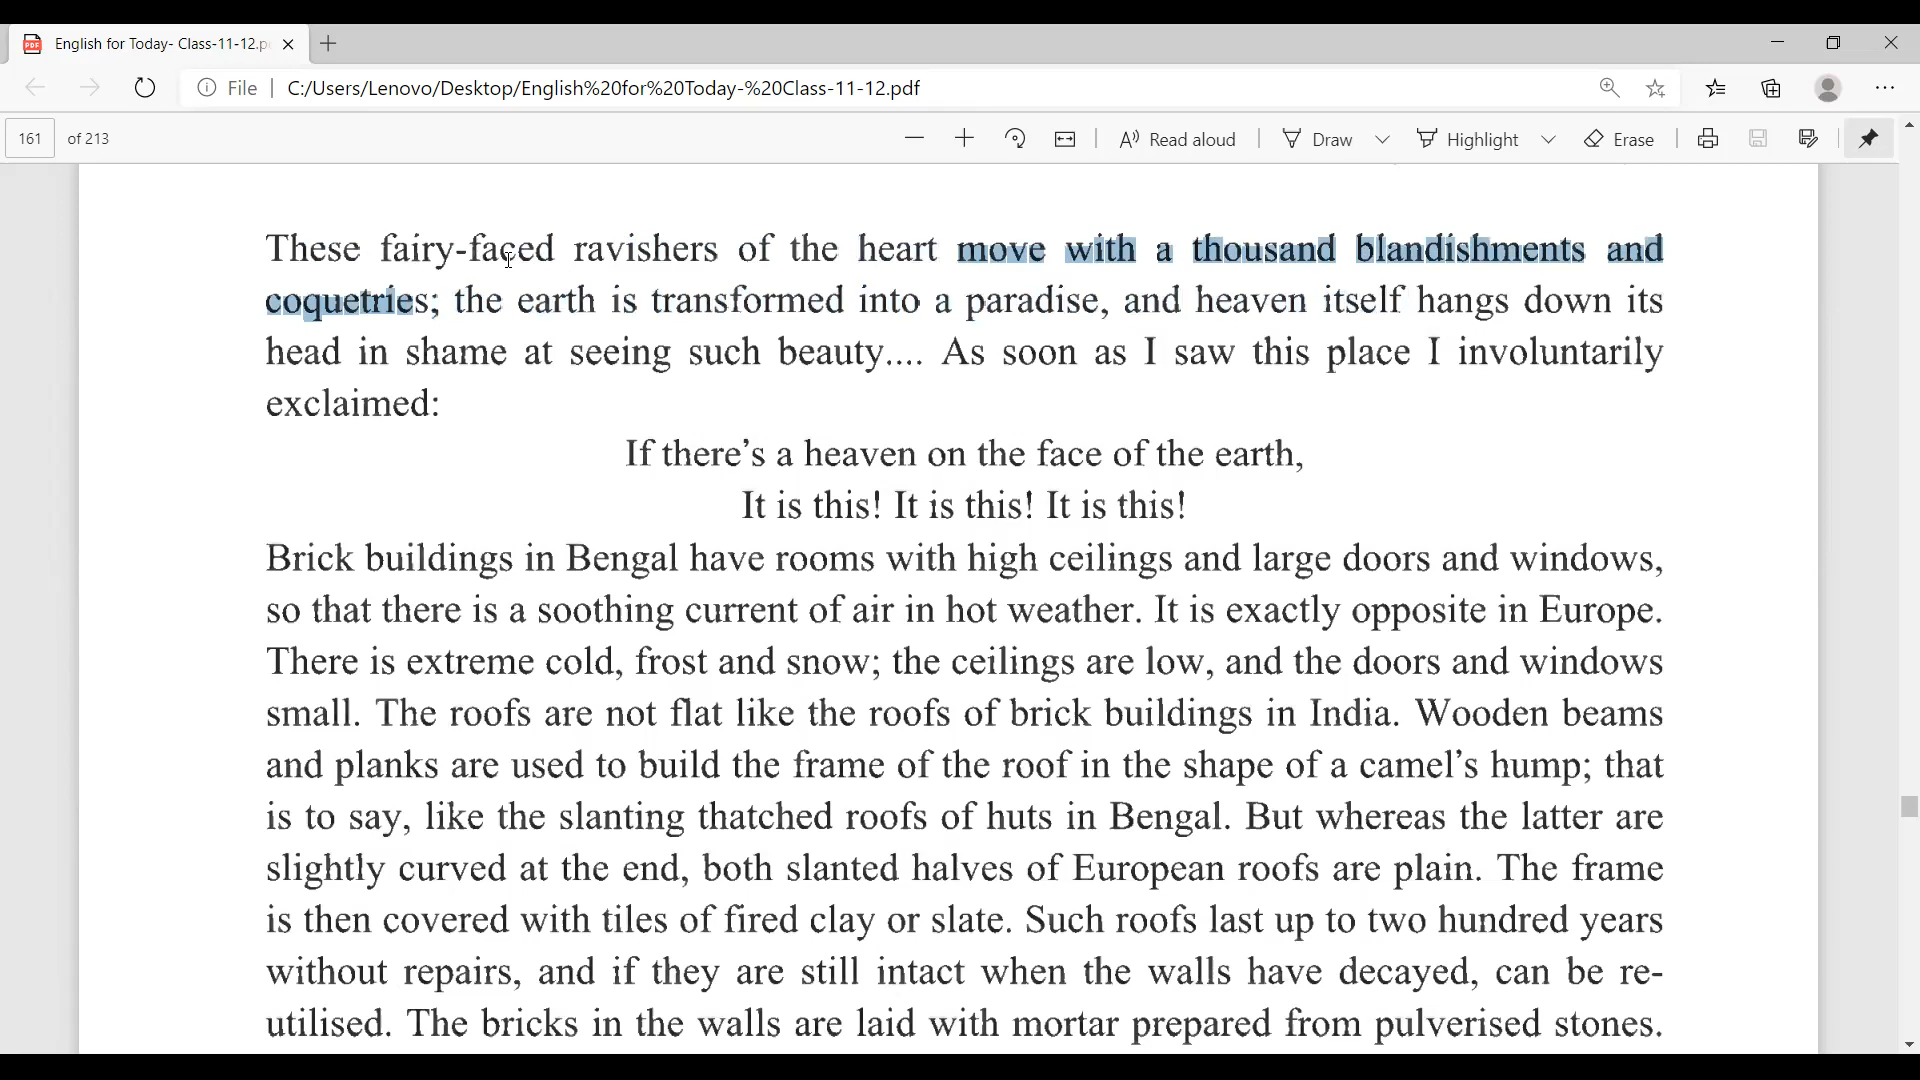 English for Today- Class-11-12.p
File | C:/Users/Lenovo/Desktop/English%20for%20Today-%20Class-11-12.pdf
161 of 213 Read aloud Draw Highlight Erase
These fairy-faced ravishers of the heart move with a thousand blandishments and
coquetries; the earth is transformed into a paradise, and heaven itself hangs down its
head in shame at seeing such beauty.... As soon as I saw this place I involuntarily
exclaimed:
If there's a heaven on the face of the earth,
It is this! It is this! It is this!
Brick buildings in Bengal have rooms with high ceilings and large doors and windows,
so that there is a soothing current of air in hot weather. It is exactly opposite in Europe.
There is extreme cold, frost and snow; the ceilings are low, and the doors and windows
small. The roofs are not flat like the roofs of brick buildings in India. Wooden beams
and planks are used to build the frame of the roof in the shape of a camel's hump; that
is to say, like the slanting thatched roofs of huts in Bengal. But whereas the latter are
slightly curved at the end, both slanted halves of European roofs are plain. The frame
is then covered with tiles of fired clay or slate. Such roofs last up to two hundred years
without repairs, and if they are still intact when the walls have decayed, can be re-
utilised. The bricks in the walls are laid with mortar prepared from pulverised stones.